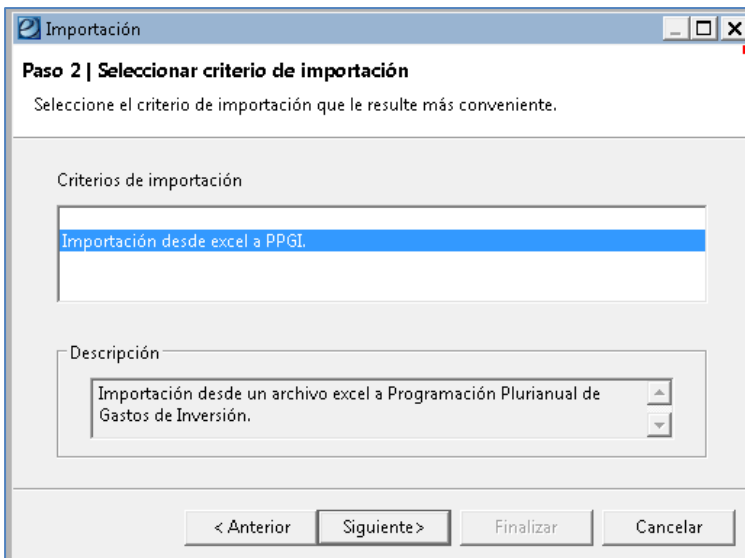 Importación
Paso 2 | Seleccionar criterio de importación
Seleccione el criterio de importación que le resulte más conveniente.
Criterios de importación
Importación desde excel a PPGI.
Descripción
Importación desde un archivo excel a Programación Plurianual de
Gastos de Inversión.
< Anterior
Siguiente >
Finalizar
Cancelar